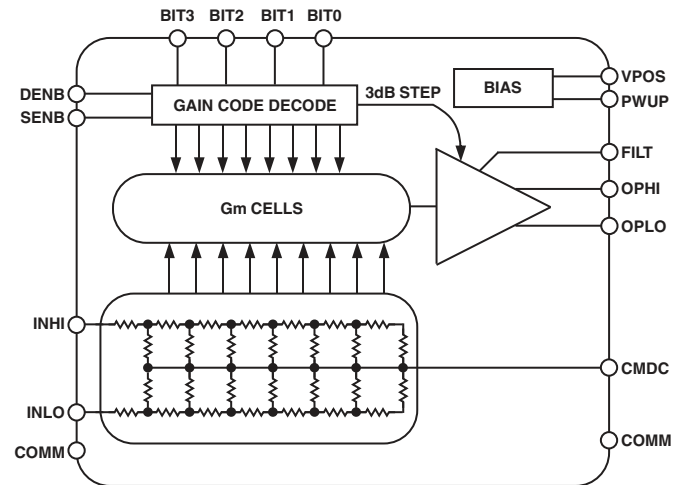 BIT3 BIT2 BIT1 BIT0
DENB
SENB
GAIN CODE DECODE
3dB STEP
BIAS
VPOS
PWUP
FILT
OPHI
OPLO
Gm CELLS
INHI
CMDC
INLO
COMM
COMM